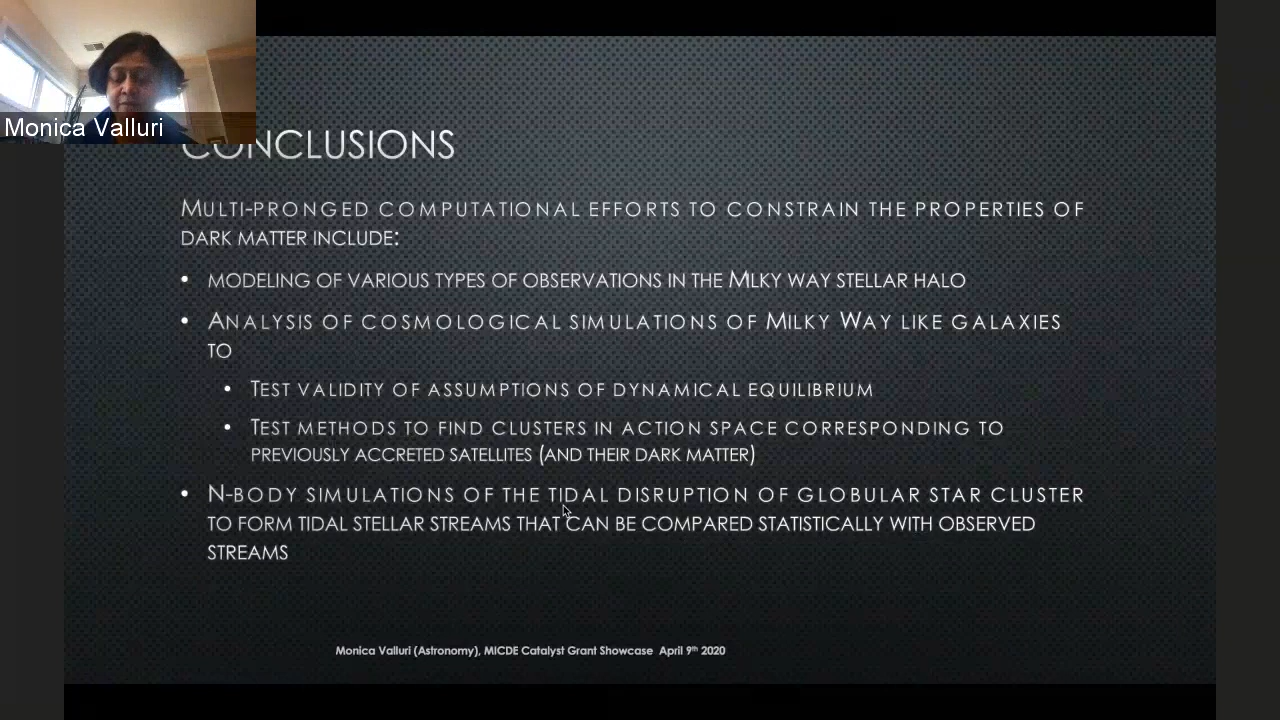 Monica Valluri
CONCLUSIONS
MULTI-PRONGED COMPUTATIONAL EFFORTS TO CONSTRAIN THE PROPERTIES OF
DARK MATTER INCLUDE:
• MODELING OF VARIOUS TYPES OF OBSERVATIONS IN THE MILKY WAY STELLAR HALO
• ANALYSIS OF COSMOLOGICAL SIMULATIONS OF MILKY WAY LIKE GALAXIES
TO
• TEST VALIDITY OF ASSUMPTIONS OF DYNAMICAL EQUILIBRIUM
• TEST METHODS TO FIND CLUSTERS IN ACTION SPACE CORRESPONDING TO
PREVIOUSLY ACCRETED SATELLITES (AND THEIR DARK MATTER)
• N-BODY SIMULATIONS OF THE TIDAL DISRUPTION OF GLOBULAR STAR CLUSTER
TO FORM TIDAL STELLAR STREAMS THAT CAN BE COMPARED STATISTICALLY WITH OBSERVED
STREAMS
Monica Valluri (Astronomy), MICDE Catalyst Grant Showcase April 9th 2020